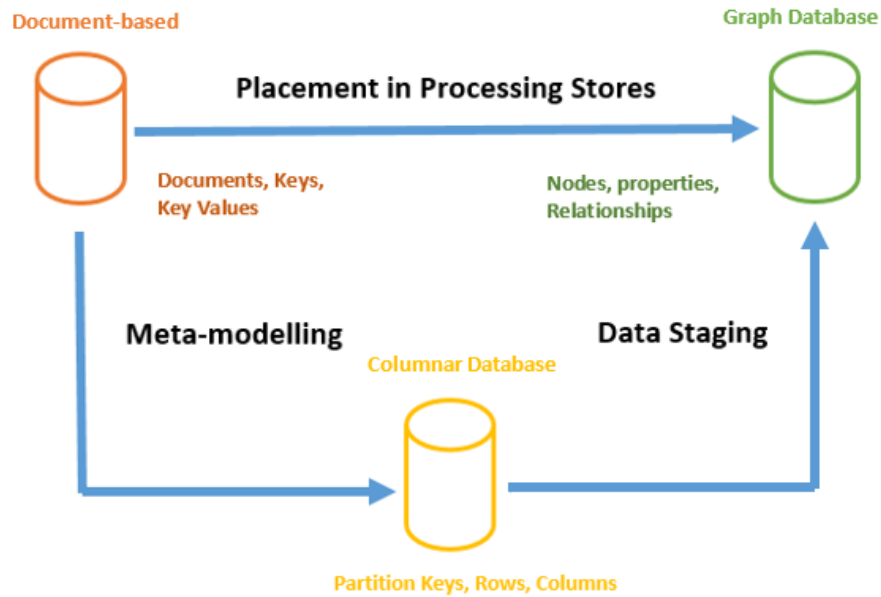 Document-based
Graph Database
Placement in Processing Stores
Documents, Keys,
Key Values
Nodes, properties,
Relationships
Meta-modelling
Data Staging
Columnar Database
Partition Keys, Rows, Columns